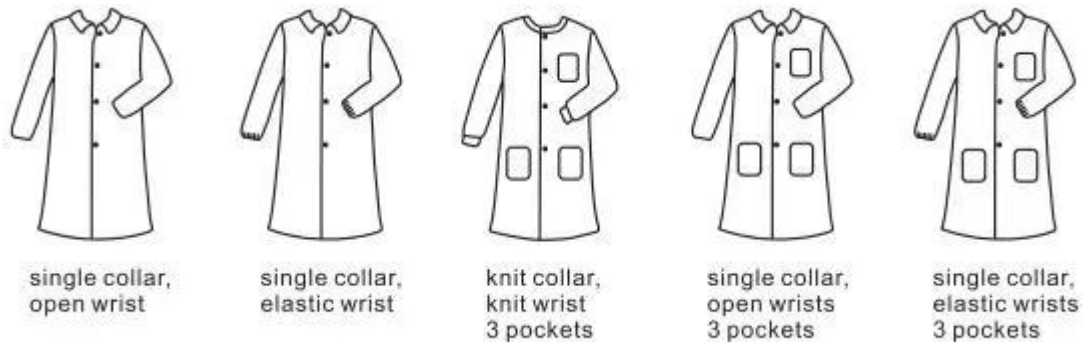 single collar,
open wrist
single collar,
elastic wrist
knit collar,
knit wrist
3 pockets
single collar,
open wrists
3 pockets
single collar,
elastic wrists
3 pockets